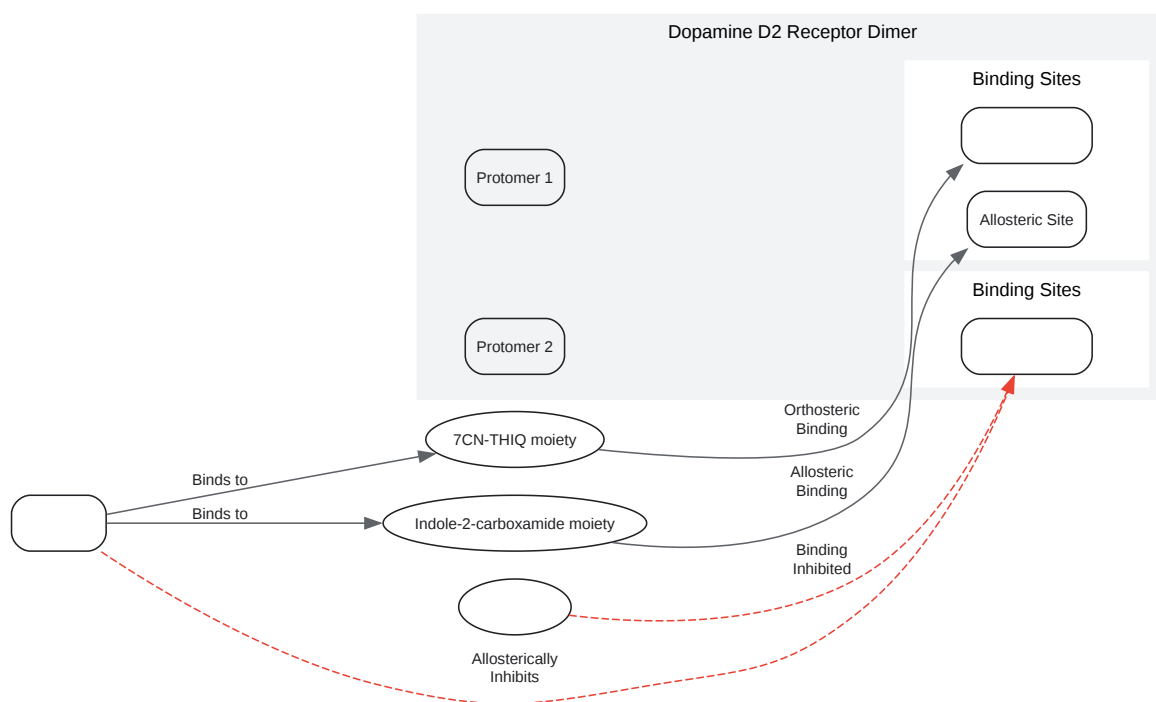 Dopamine D2 Receptor Dimer
Binding Sites
Protomer 1
Allosteric Site
Binding Sites
Protomer 2
Orthosteric
Binding
7CN-THIQ moiety
Allosteric
Binding
Binds to
Binds to
Indole-2-carboxamide moiety
Binding
Inhibited
Allosterically
Inhibits